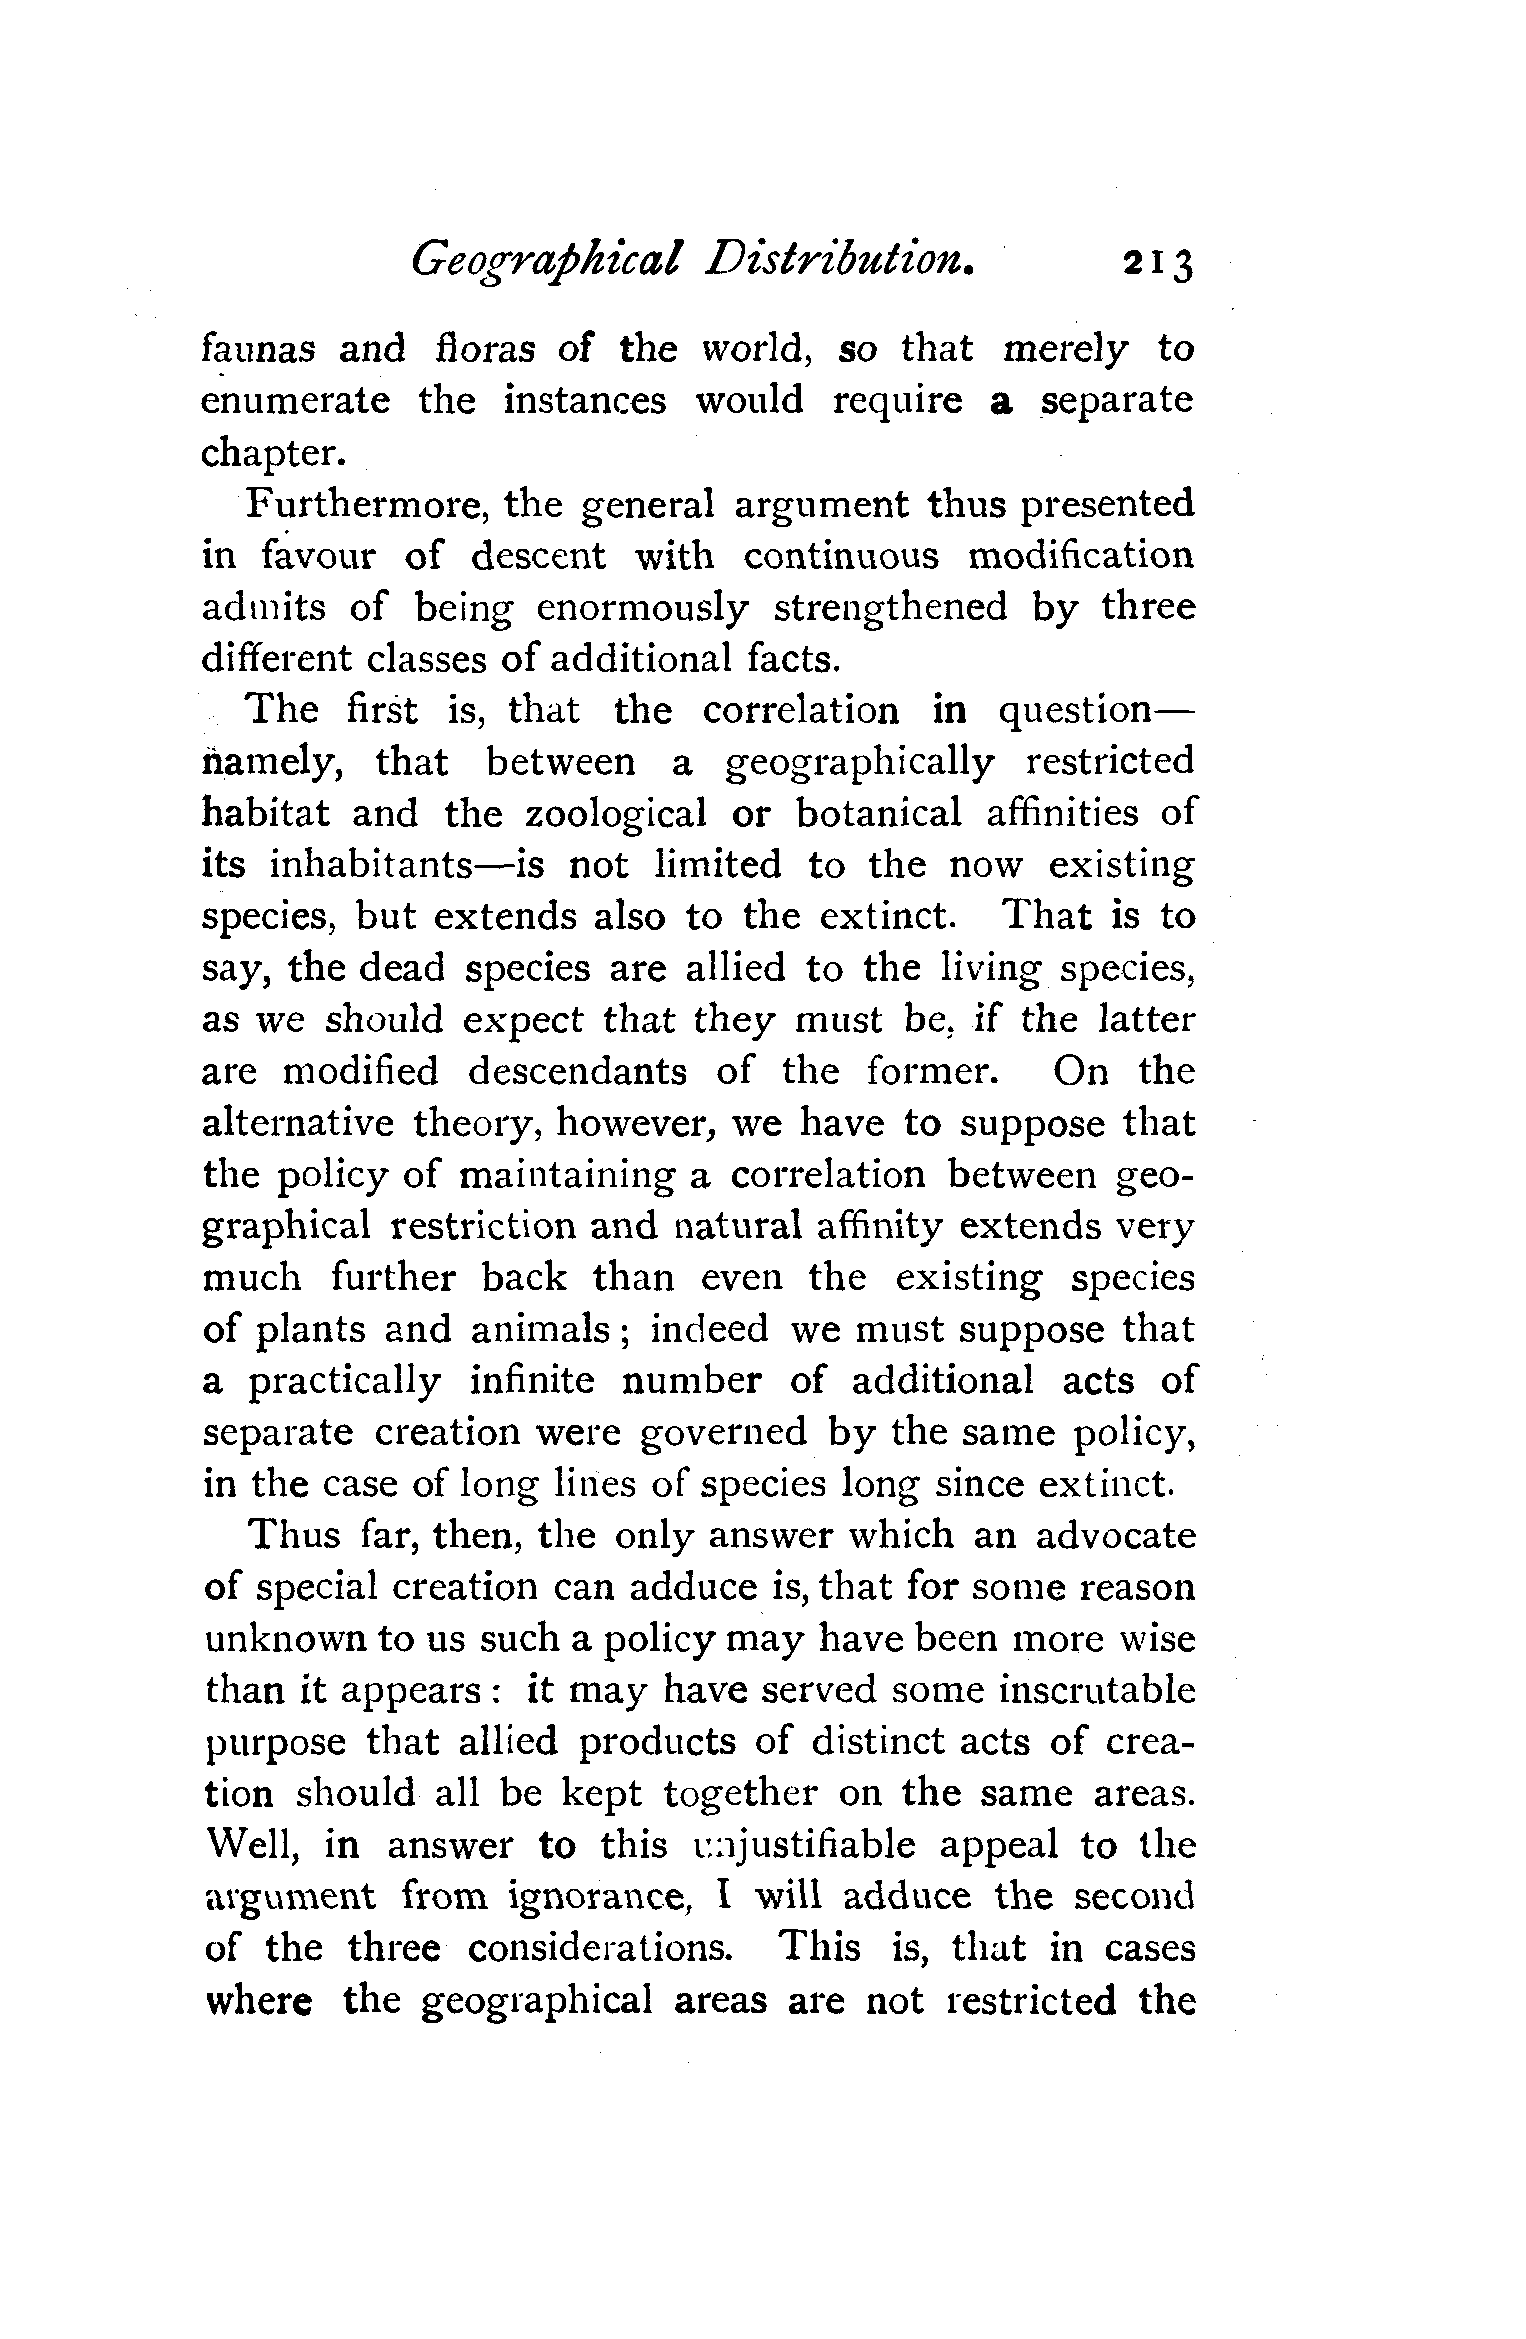 Geographical Distribution. 213
faunas and floras of the world, so that merely to
enumerate the instances would require a separate
chapter.
Furthermore, the general argument thus presented
in favour of descent with continuous modification
admits of being enormously strengthened by three
different classes of additional facts.
The first is, that the correlation in question—
namely, that between a geographically restricted
habitat and the zoological or botanical affinities of
its inhabitants—is not limited to the now existing
species, but extends also to the extinct. That is to
say, the dead species are allied to the living species,
as we should expect that they must be, if the latter
are modified descendants of the former. On the
alternative theory, however, we have to suppose that
the policy of maintaining a correlation between geo-
graphical restriction and natural affinity extends very
much further back than even the existing species
of plants and animals; indeed we must suppose that
a practically infinite number of additional acts of
separate creation were governed by the same policy,
in the case of long lines of species long since extinct.
Thus far, then, the only answer which an advocate
of special creation can adduce is, that for some reason
unknown to us such a policy may have been more wise
than it appears: it may have served some inscrutable
purpose that allied products of distinct acts of crea-
tion should all be kept together on the same areas.
Well, in answer to this unjustifiable appeal to the
argument from ignorance, I will adduce the second
of the three considerations. This is, that in cases
where the geographical areas are not restricted the